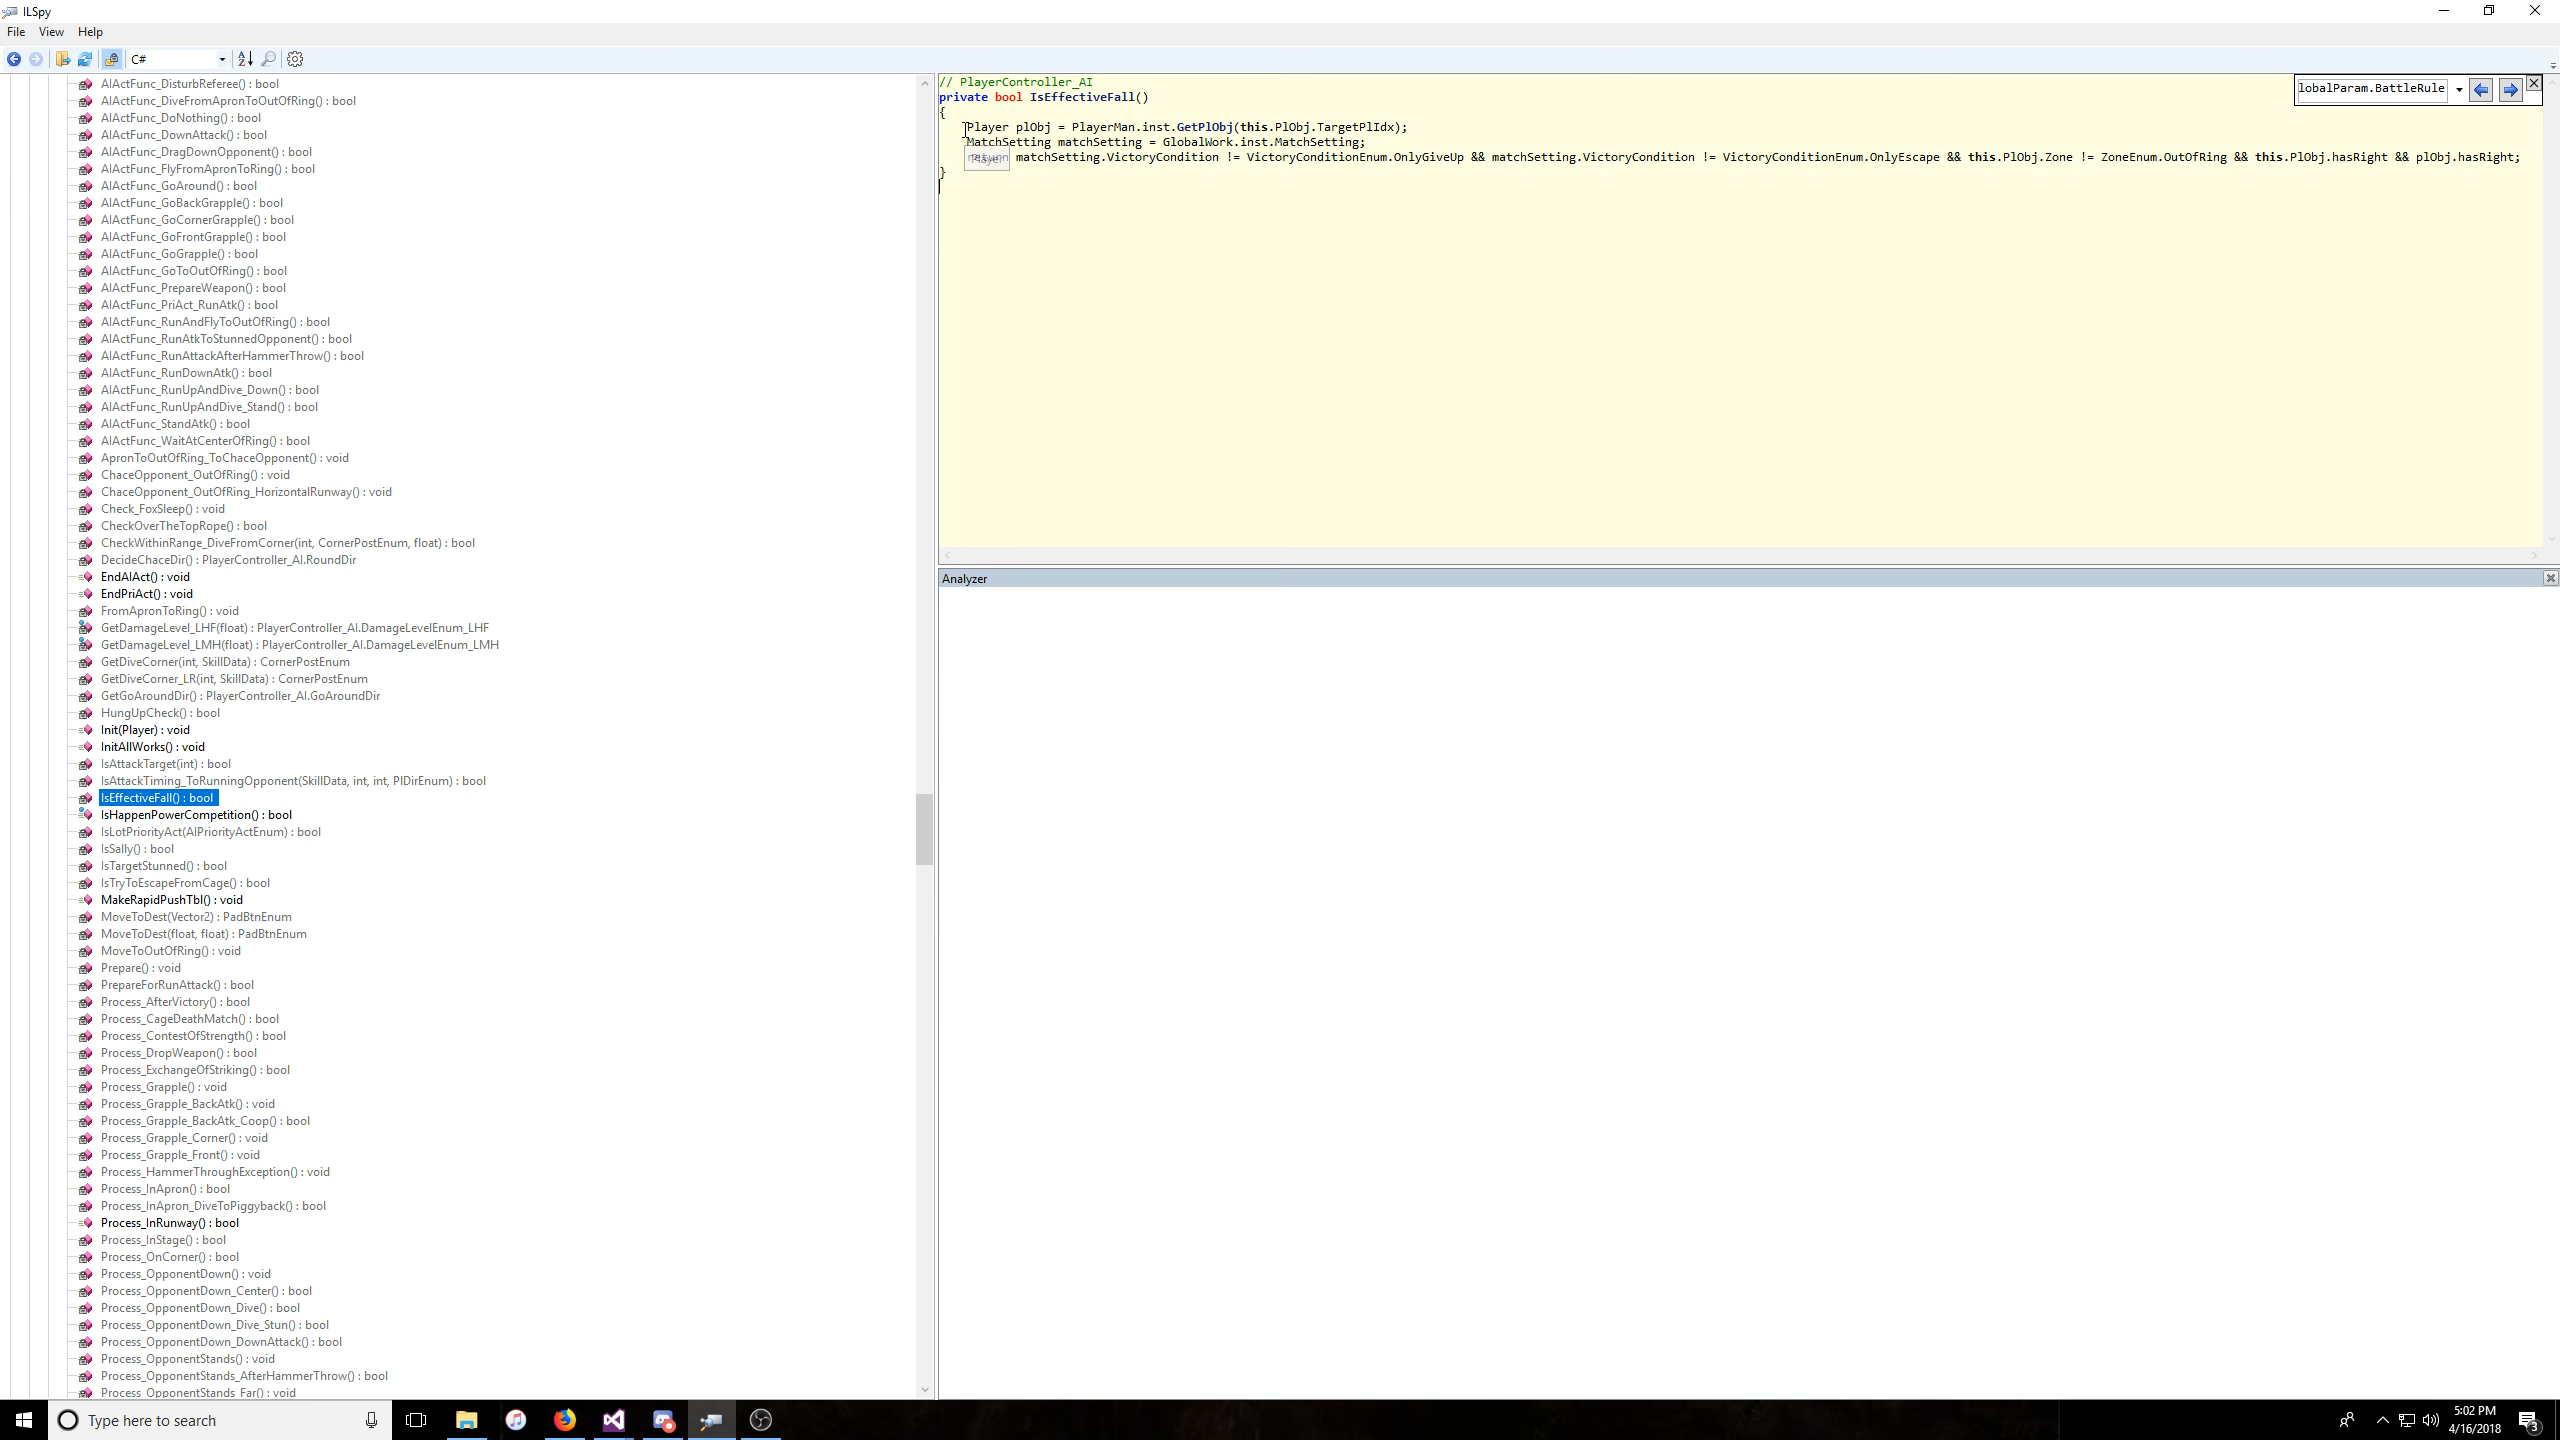 ILSpy
File View Help
C#
AIActFunc_DisturbReferee() : bool
AIActFunc_DiveFromApronToOutOfRing() : bool
AIActFunc_DoNothing() : bool
AIActFunc_DownAttack() : bool
AIActFunc_DragDownOpponent() : bool
AIActFunc_FlyFromApronToRing() : bool
AIActFunc_GoAround() : bool
AIActFunc_GoBackGrapple() : bool
AIActFunc_GoCornerGrapple() : bool
AIActFunc_GoFrontGrapple() : bool
AIActFunc_GoGrapple() : bool
AIActFunc_GoToOutOfRing() : bool
AIActFunc_PrepareWeapon() : bool
AIActFunc_PriAct_RunAtk() : bool
AIActFunc_RunAndFlyToOutOfRing() : bool
AIActFunc_RunAtkToStunnedOpponent() : bool
AIActFunc_RunAttackAfterHammerThrow() : bool
AIActFunc_RunDownAtk() : bool
AIActFunc_RunUpAndDive_Down() : bool
AIActFunc_RunUpAndDive_Stand() : bool
AIActFunc_StandAtk() : bool
AIActFunc_WaitAtCenterOfRing() : bool
ApronToOutOfRing_ToChaceOpponent() : void
ChaceOpponent_OutOfRing() : void
ChaceOpponent_OutOfRing_HorizontalRunway() : void
Check_FoxSleep() : void
CheckOverTheTopRope() : bool
CheckWithinRange_DiveFromCorner(int, CornerPostEnum, float) : bool
DecideChaceDir() : PlayerController_AI.RoundDir
EndAIAct() : void
EndPriAct() : void
FromApronToRing() : void
GetDamageLevel_LHF(float) : PlayerController_AI.DamageLevelEnum_LHF
GetDamageLevel_LMH(float) : PlayerController_AI.DamageLevelEnum_LMH
GetDiveCorner(int, SkillData) : CornerPostEnum
GetDiveCorner_LR(int, SkillData) : CornerPostEnum
GetGoAroundDir() : PlayerController_AI.GoAroundDir
HungUpCheck() : bool
Init(Player) : void
InitAllWorks() : void
IsAttackTarget(int) : bool
IsAttackTiming_ToRunningOpponent(SkillData, int, int, PlDirEnum) : bool
IsEffectiveFall() : bool
IsHappenPowerCompetition() : bool
IsLotPriorityAct(AIPriorityActEnum) : bool
IsSally() : bool
IsTargetStunned() : bool
IsTryToEscapeFromCage() : bool
MakeRapidPushTbl() : void
MoveToDest(Vector2) : PadBtnEnum
MoveToDest(float, float) : PadBtnEnum
MoveToOutOfRing() : void
Prepare() : void
PrepareForRunAttack() : bool
Process_AfterVictory() : bool
Process_CageDeathMatch() : bool
Process_ContestOfStrength() : bool
Process_DropWeapon() : bool
Process_ExchangeOfStriking() : bool
Process_Grapple() : void
Process_Grapple_BackAtk() : void
Process_Grapple_BackAtk_Coop() : bool
Process_Grapple_Corner() : void
Process_Grapple_Front() : void
Process_HammerThroughException() : void
Process_InApron() : bool
Process_InApron_DiveToPiggyback() : bool
Process_InRunway() : bool
Process_InStage() : bool
Process_OnCorner() : bool
Process_OpponentDown() : void
Process_OpponentDown_Center() : bool
Process_OpponentDown_Dive() : bool
Process_OpponentDown_Dive_Stun() : bool
Process_OpponentDown_DownAttack() : bool
Process_OpponentStands() : void
Process_OpponentStands_AfterHammerThrow() : bool
Process_OpponentStands_Far() : void
// PlayerController_AI
private bool IsEffectiveFall()
{
Player plObj = PlayerMan.inst.GetPlObj(this.PlObj.TargetPlIdx);
MatchSetting matchSetting = GlobalWork.inst.MatchSetting;
return matchSetting.VictoryCondition != VictoryConditionEnum.OnlyGiveUp && matchSetting.VictoryCondition != VictoryConditionEnum.OnlyEscape && this.PlObj.Zone != ZoneEnum.OutOfRing && this.PlObj.hasRight && plObj.hasRight;
}
Player
lobalParam.BattleRule
Analyzer
Type here to search
5:02 PM
4/16/2018
3